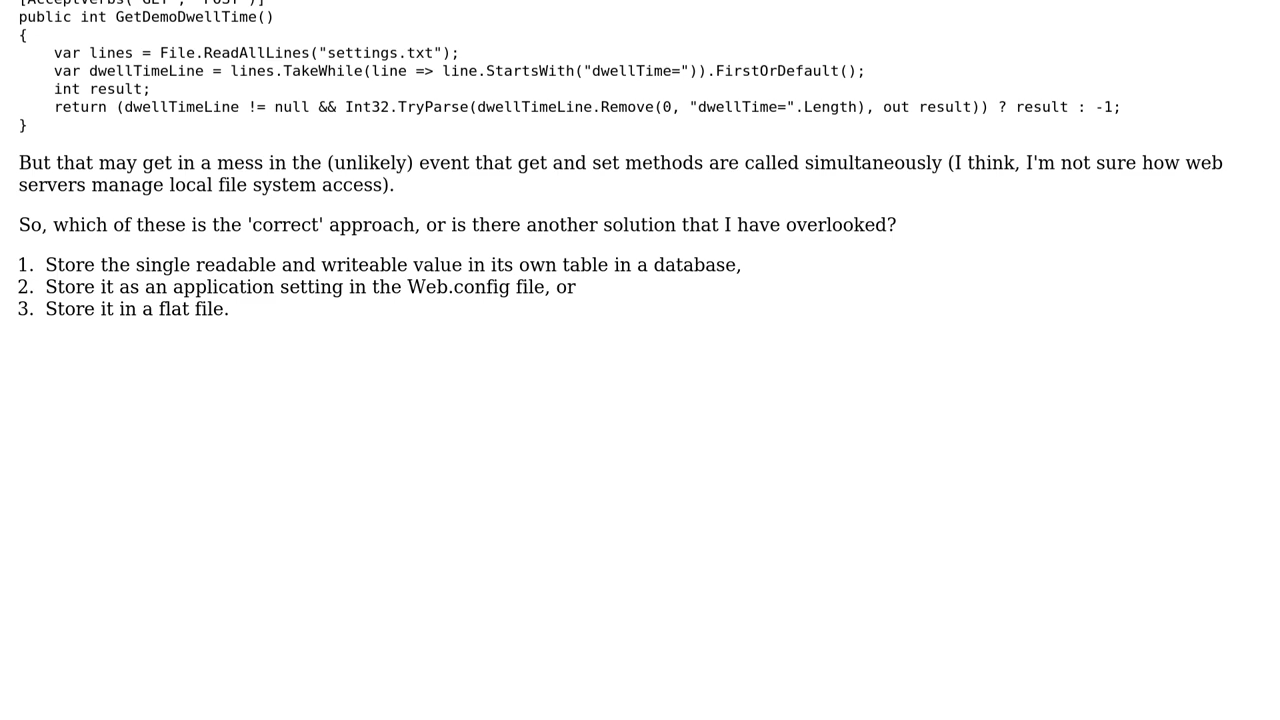 [AcceptVerbs("GET", "POST")]
public int GetDemoDwellTime()
{
    var lines = File.ReadAllLines("settings.txt");
    var dwellTimeLine = lines.TakeWhile(line => line.StartsWith("dwellTime=")).FirstOrDefault();
    int result;
    return (dwellTimeLine != null && Int32.TryParse(dwellTimeLine.Remove(0, "dwellTime=".Length), out result)) ? result : -1;
}
But that may get in a mess in the (unlikely) event that get and set methods are called simultaneously (I think, I'm not sure how web
servers manage local file system access).
So, which of these is the 'correct' approach, or is there another solution that I have overlooked?
1. Store the single readable and writeable value in its own table in a database,
2. Store it as an application setting in the Web.config file, or
3. Store it in a flat file.